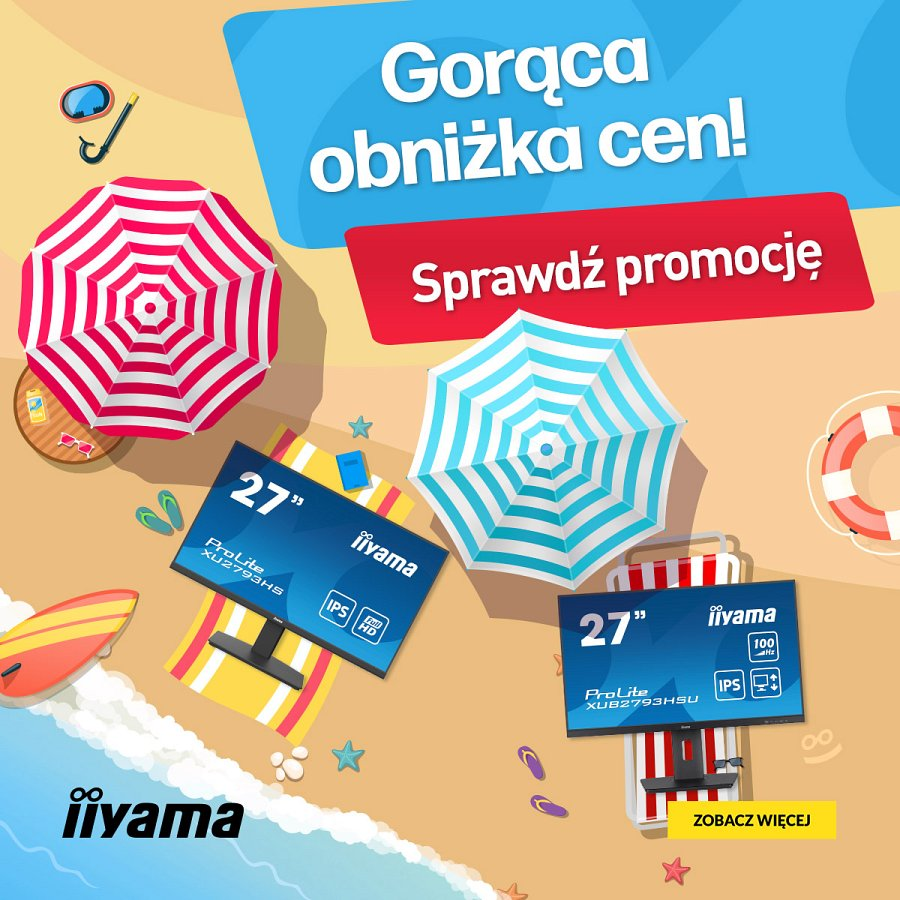 Gorąca
obniżka cen!
Sprawdź promocję
27”
iiyama
ProLite
XU2793HS
IPS
Full
HD
27”
iiyama
100
Hz
ProLite
XUB2793HSU
IPS
iiyama
ZOBACZ WIĘCEJ